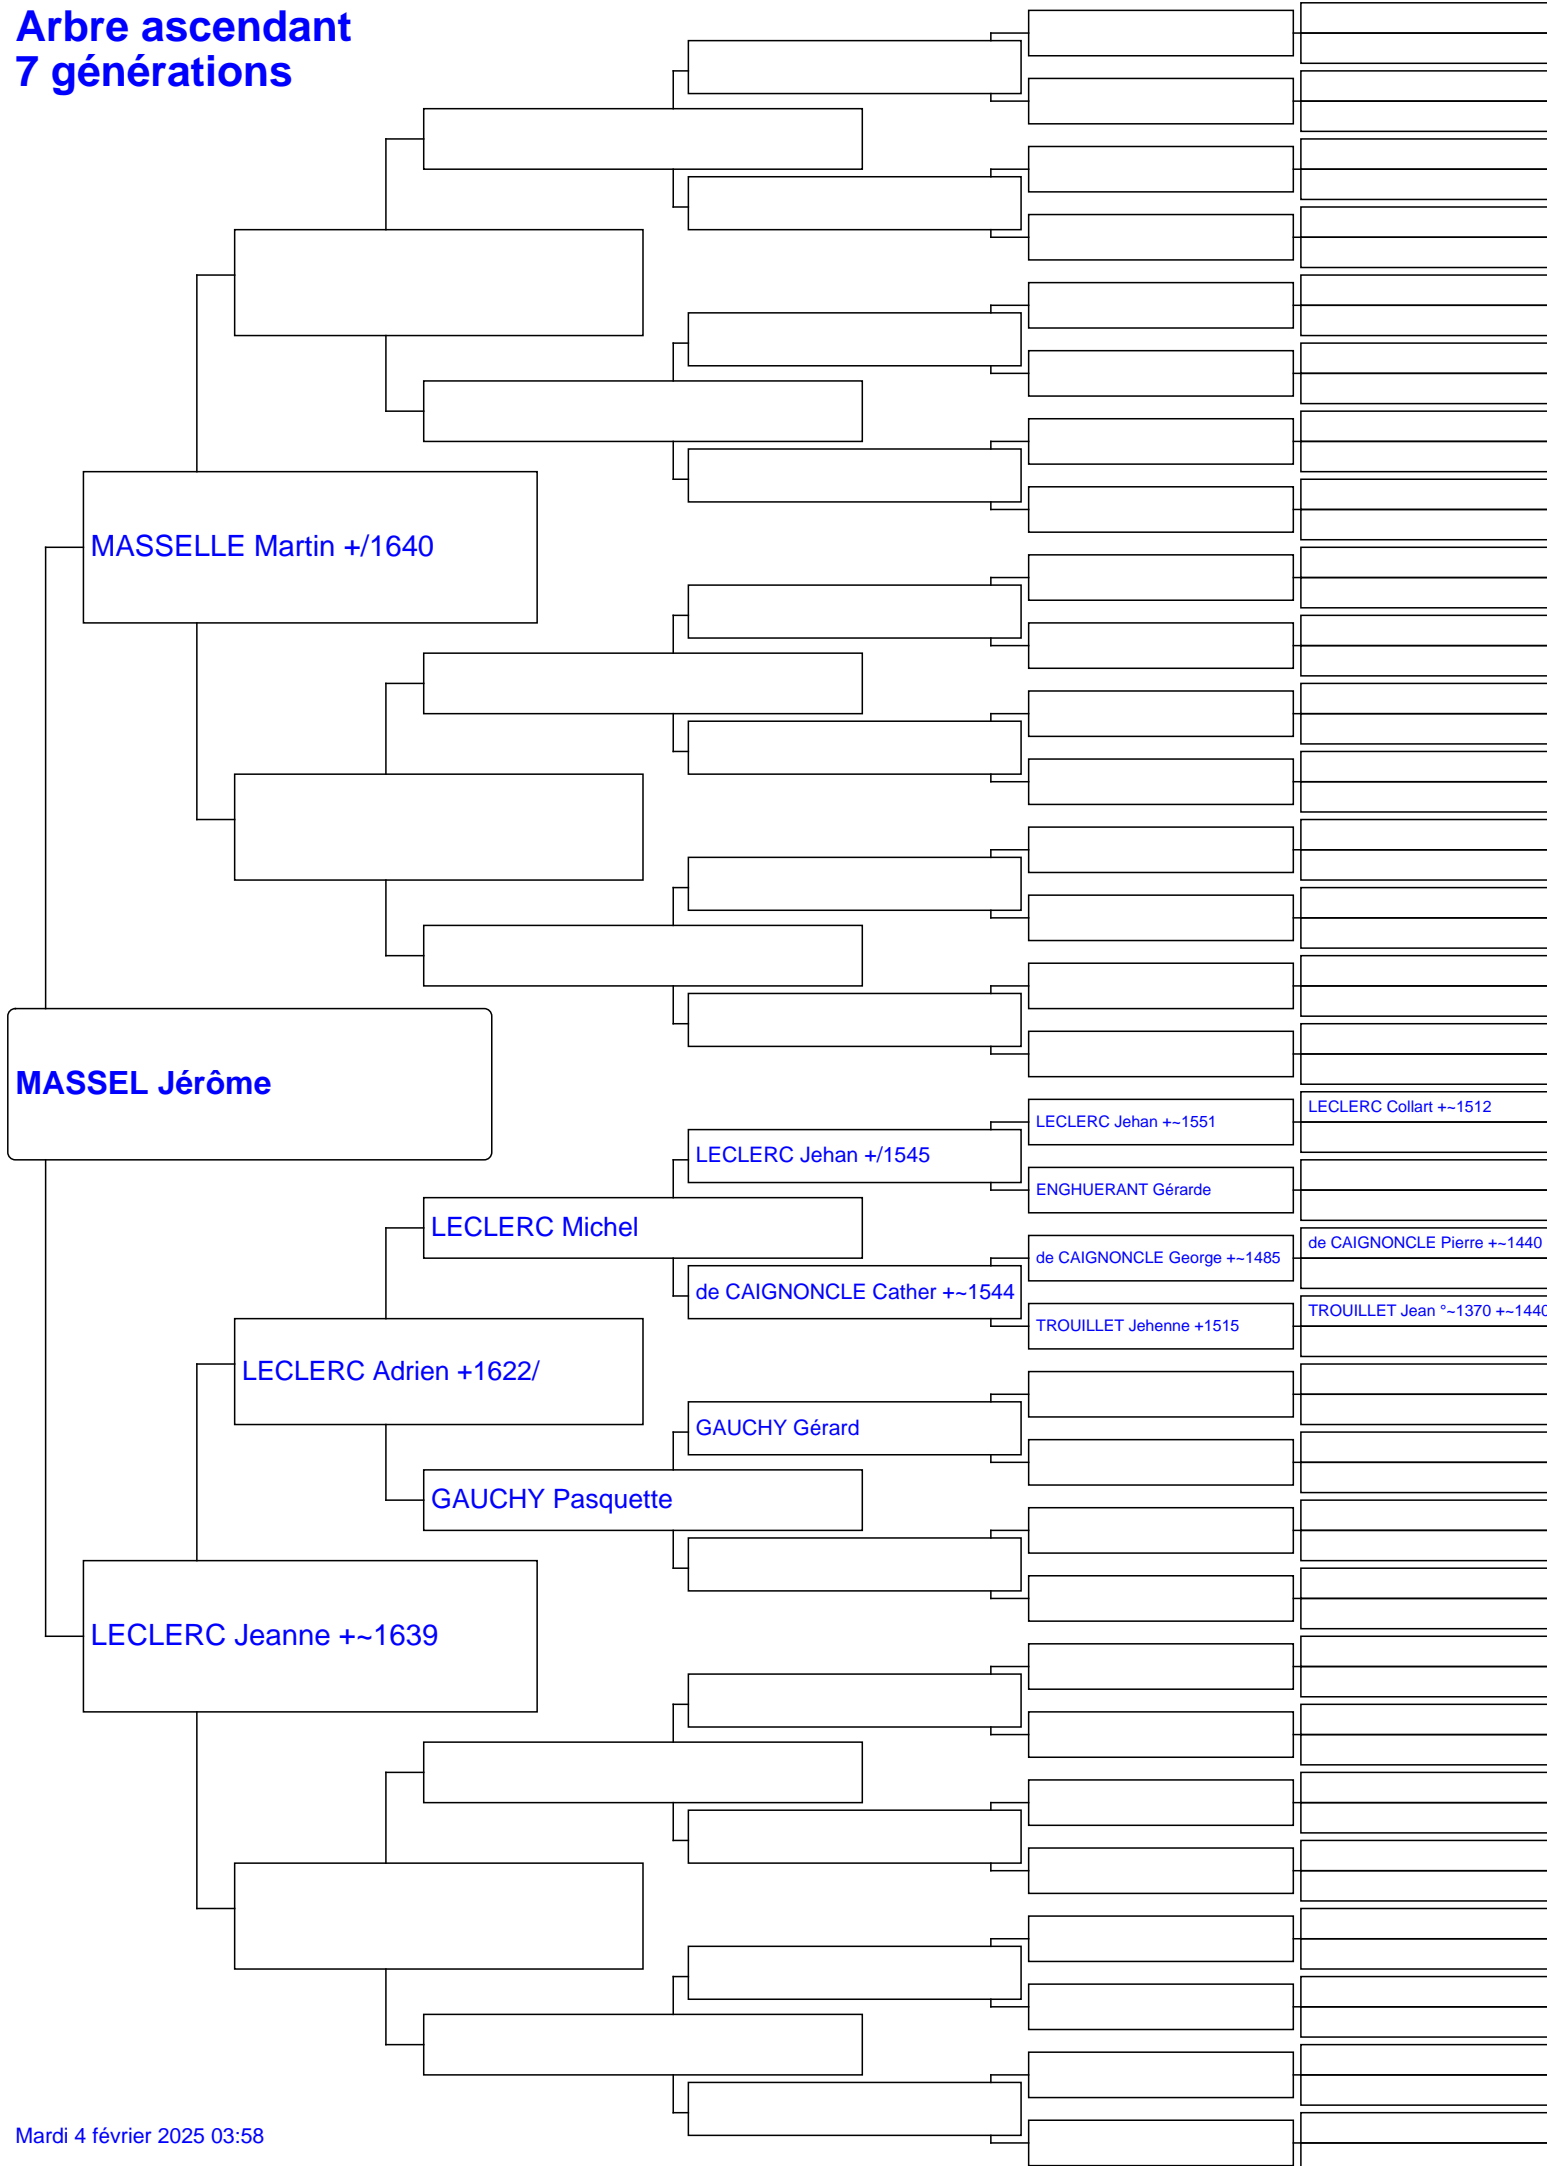 Arbre ascendant
7 générations
MASSELLE Martin +/1640
MASSEL Jérôme
LECLERC Jehan +~1551
LECLERC Collart +~1512
LECLERC Jehan +/1545
ENGHUERANT Gérarde
LECLERC Michel
de CAIGNONCLE George +~1485
de CAIGNONCLE Pierre +~1440
de CAIGNONCLE Cather +~1544
TROUILLET Jehenne +1515
TROUILLET Jean °~1370 +~1440
LECLERC Adrien +1622/
GAUCHY Gérard
GAUCHY Pasquette
LECLERC Jeanne +~1639
Mardi 4 février 2025 03:58